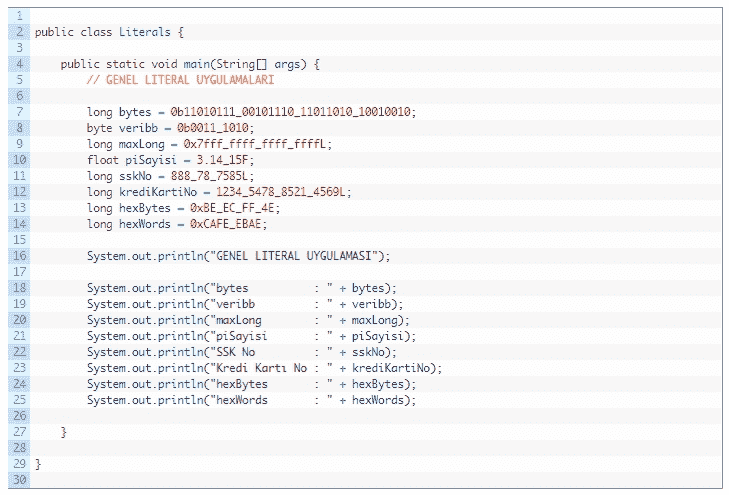 1
2 public class Literals {
3
4     public static void main(String[] args) {
5         // GENEL LITERAL UYGULAMALARI
6
7         long bytes = 0b11010111_00101110_11011010_10010010;
8         byte veribb = 0b0011_1010;
9         long maxLong = 0x7fff_ffff_ffff_ffffL;
10         float piSayisi = 3.14_15F;
11         long sskNo = 888_78_7585L;
12         long krediKartiNo = 1234_5478_8521_4569L;
13         long hexBytes = 0xBE_EC_FF_4E;
14         long hexWords = 0xCAFE_EBAE;
15
16         System.out.println("GENEL LITERAL UYGULAMASI");
17
18         System.out.println("bytes          : " + bytes);
19         System.out.println("veribb         : " + veribb);
20         System.out.println("maxLong        : " + maxLong);
21         System.out.println("piSayisi       : " + piSayisi);
22         System.out.println("SSK No         : " + sskNo);
23         System.out.println("Kredi Kartı No : " + krediKartiNo);
24         System.out.println("hexBytes       : " + hexBytes);
25         System.out.println("hexWords       : " + hexWords);
26
27     }
28
29 }
30